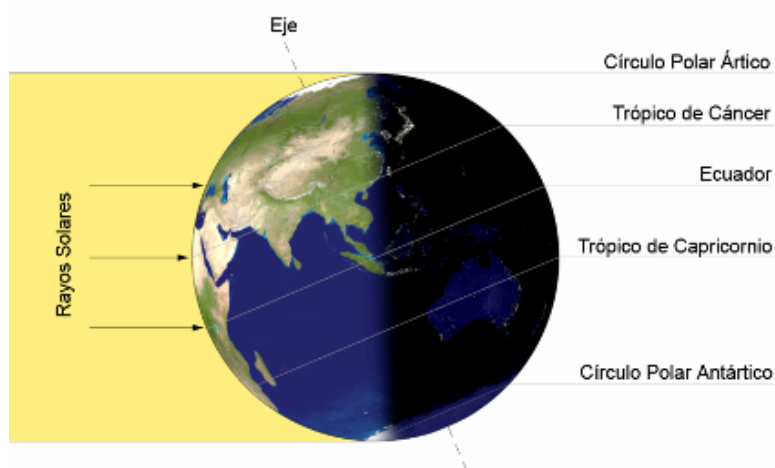 Eje
Círculo Polar Ártico
Trópico de Cáncer
Ecuador
Rayos Solares
Trópico de Capricornio
Círculo Polar Antártico